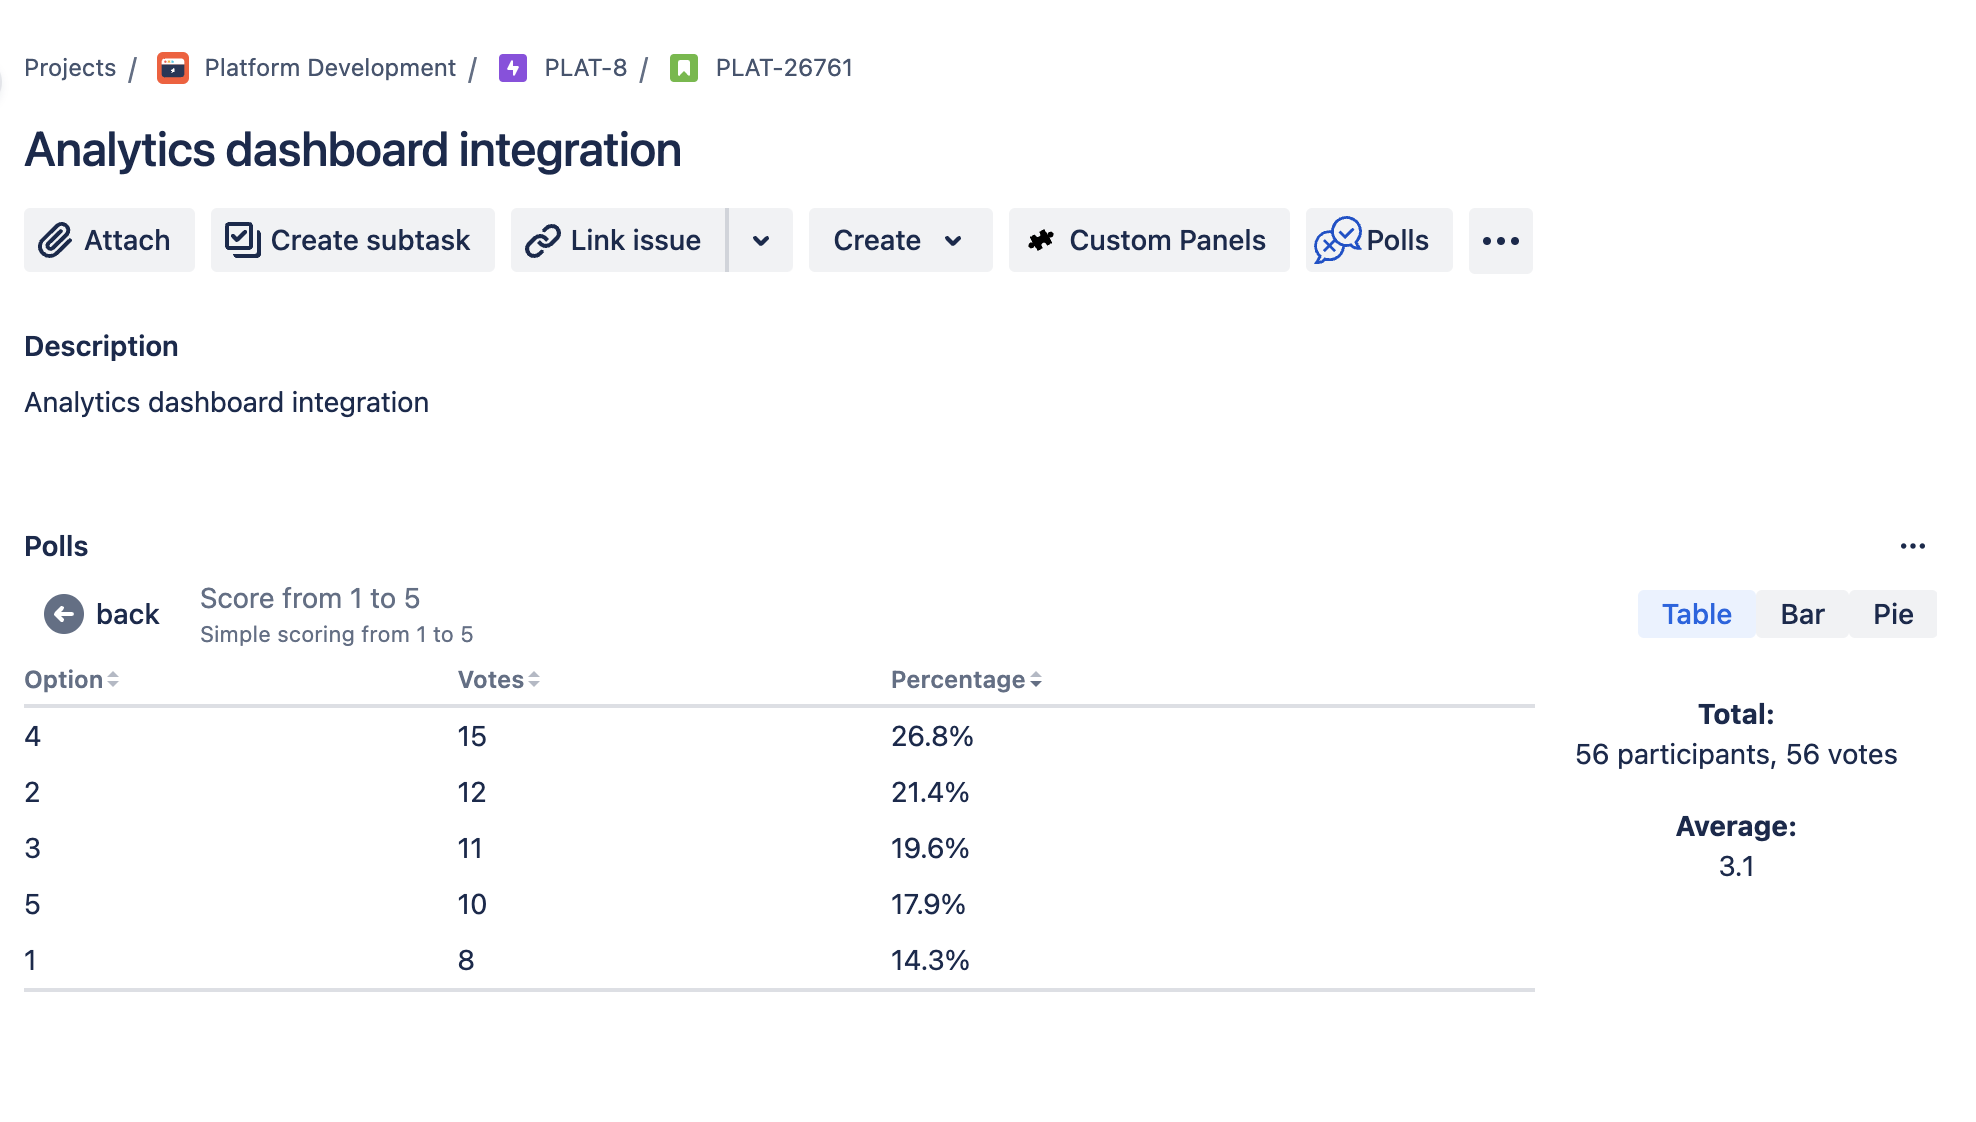 Projects / Platform Development / PLAT-8 / PLAT-26761
Analytics dashboard integration
Attach Create subtask Link issue Create Custom Panels Polls
Description
Analytics dashboard integration
Polls
back Score from 1 to 5
Simple scoring from 1 to 5
Table Bar Pie
Option Votes Percentage
4 15 26.8%
2 12 21.4%
3 11 19.6%
5 10 17.9%
1 8 14.3%
Total:
56 participants, 56 votes
Average:
3.1